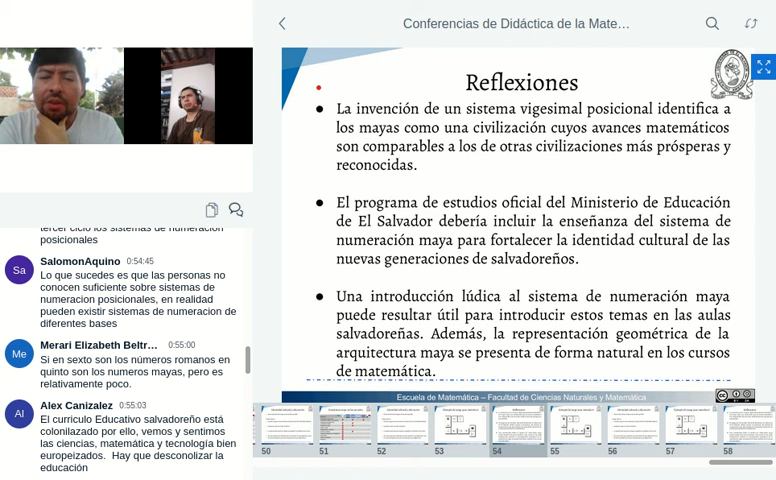 Conferencias de Didáctica de la Mate...
Reflexiones
● La invención de un sistema vigesimal posicional identifica a
los mayas como una civilización cuyos avances matemáticos
son comparables a los de otras civilizaciones más prósperas y
reconocidas.
● El programa de estudios oficial del Ministerio de Educación
de El Salvador debería incluir la enseñanza del sistema de
numeración maya para fortalecer la identidad cultural de las
nuevas generaciones de salvadoreños.
● Una introducción lúdica al sistema de numeración maya
puede resultar útil para introducir estos temas en las aulas
salvadoreñas. Además, la representación geométrica de la
arquitectura maya se presenta de forma natural en los cursos
de matemática.
Escuela de Matemática – Facultad de Ciencias Naturales y Matemática
50 51 52 53 54 55 56 57 58
tercer ciclo los sistemas de numeracion
posicionales
Sa
SalomonAquino 0:54:45
Lo que sucedes es que las personas no
conocen suficiente sobre sistemas de
numeracion posicionales, en realidad
pueden existir sistemas de numeracion de
diferentes bases
Me
Merari Elizabeth Beltr... 0:55:00
Si en sexto son los números romanos en
quinto son los numeros mayas, pero es
relativamente poco.
Al
Alex Canizalez 0:55:03
El curriculo Educativo salvadoreño está
colonilazado por ello, vemos y sentimos
las ciencias, matemática y tecnología bien
europeizados. Hay que desconolizar la
educación